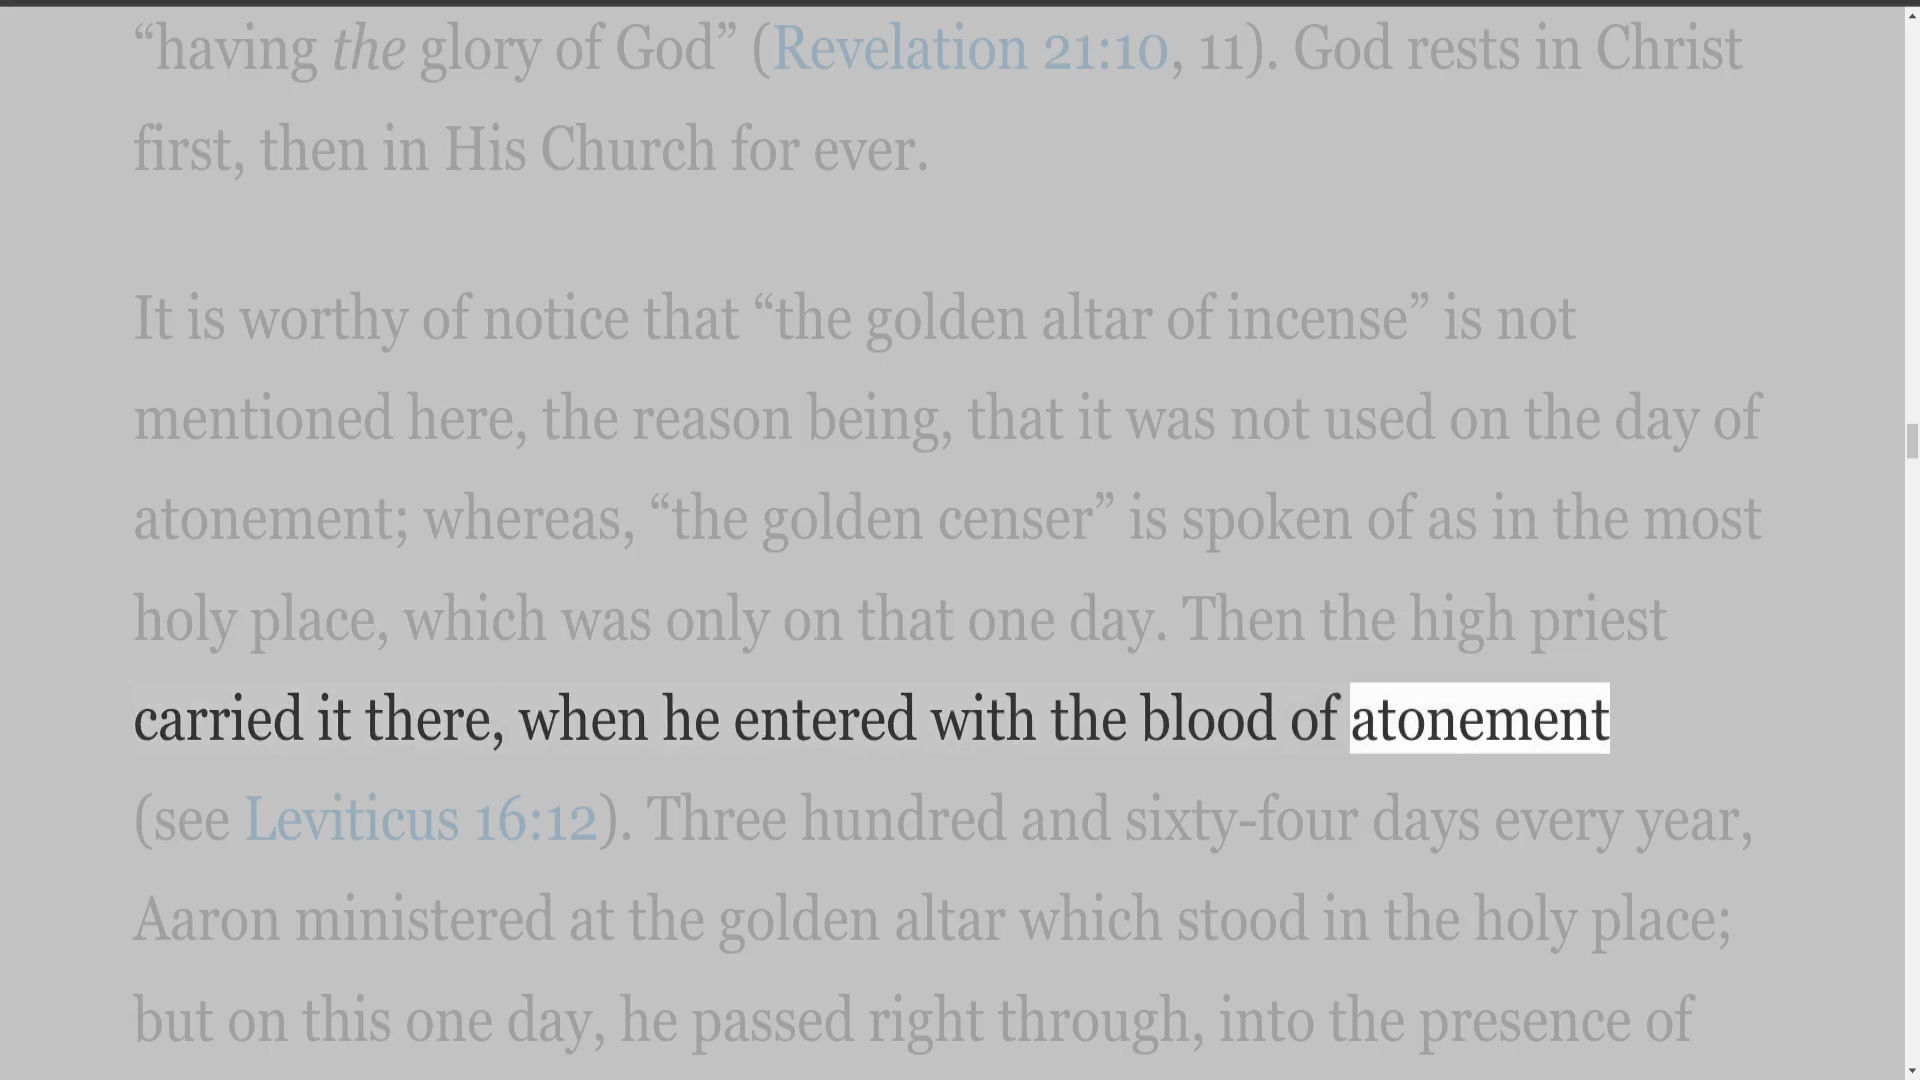 “having the glory of God” (Revelation 21:10, 11). God rests in Christ
first, then in His Church for ever.
It is worthy of notice that “the golden altar of incense” is not
mentioned here, the reason being, that it was not used on the day of
atonement; whereas, “the golden censer” is spoken of as in the most
holy place, which was only on that one day. Then the high priest
carried it there, when he entered with the blood of atonement
(see Leviticus 16:12). Three hundred and sixty-four days every year,
Aaron ministered at the golden altar which stood in the holy place;
but on this one day, he passed right through, into the presence of